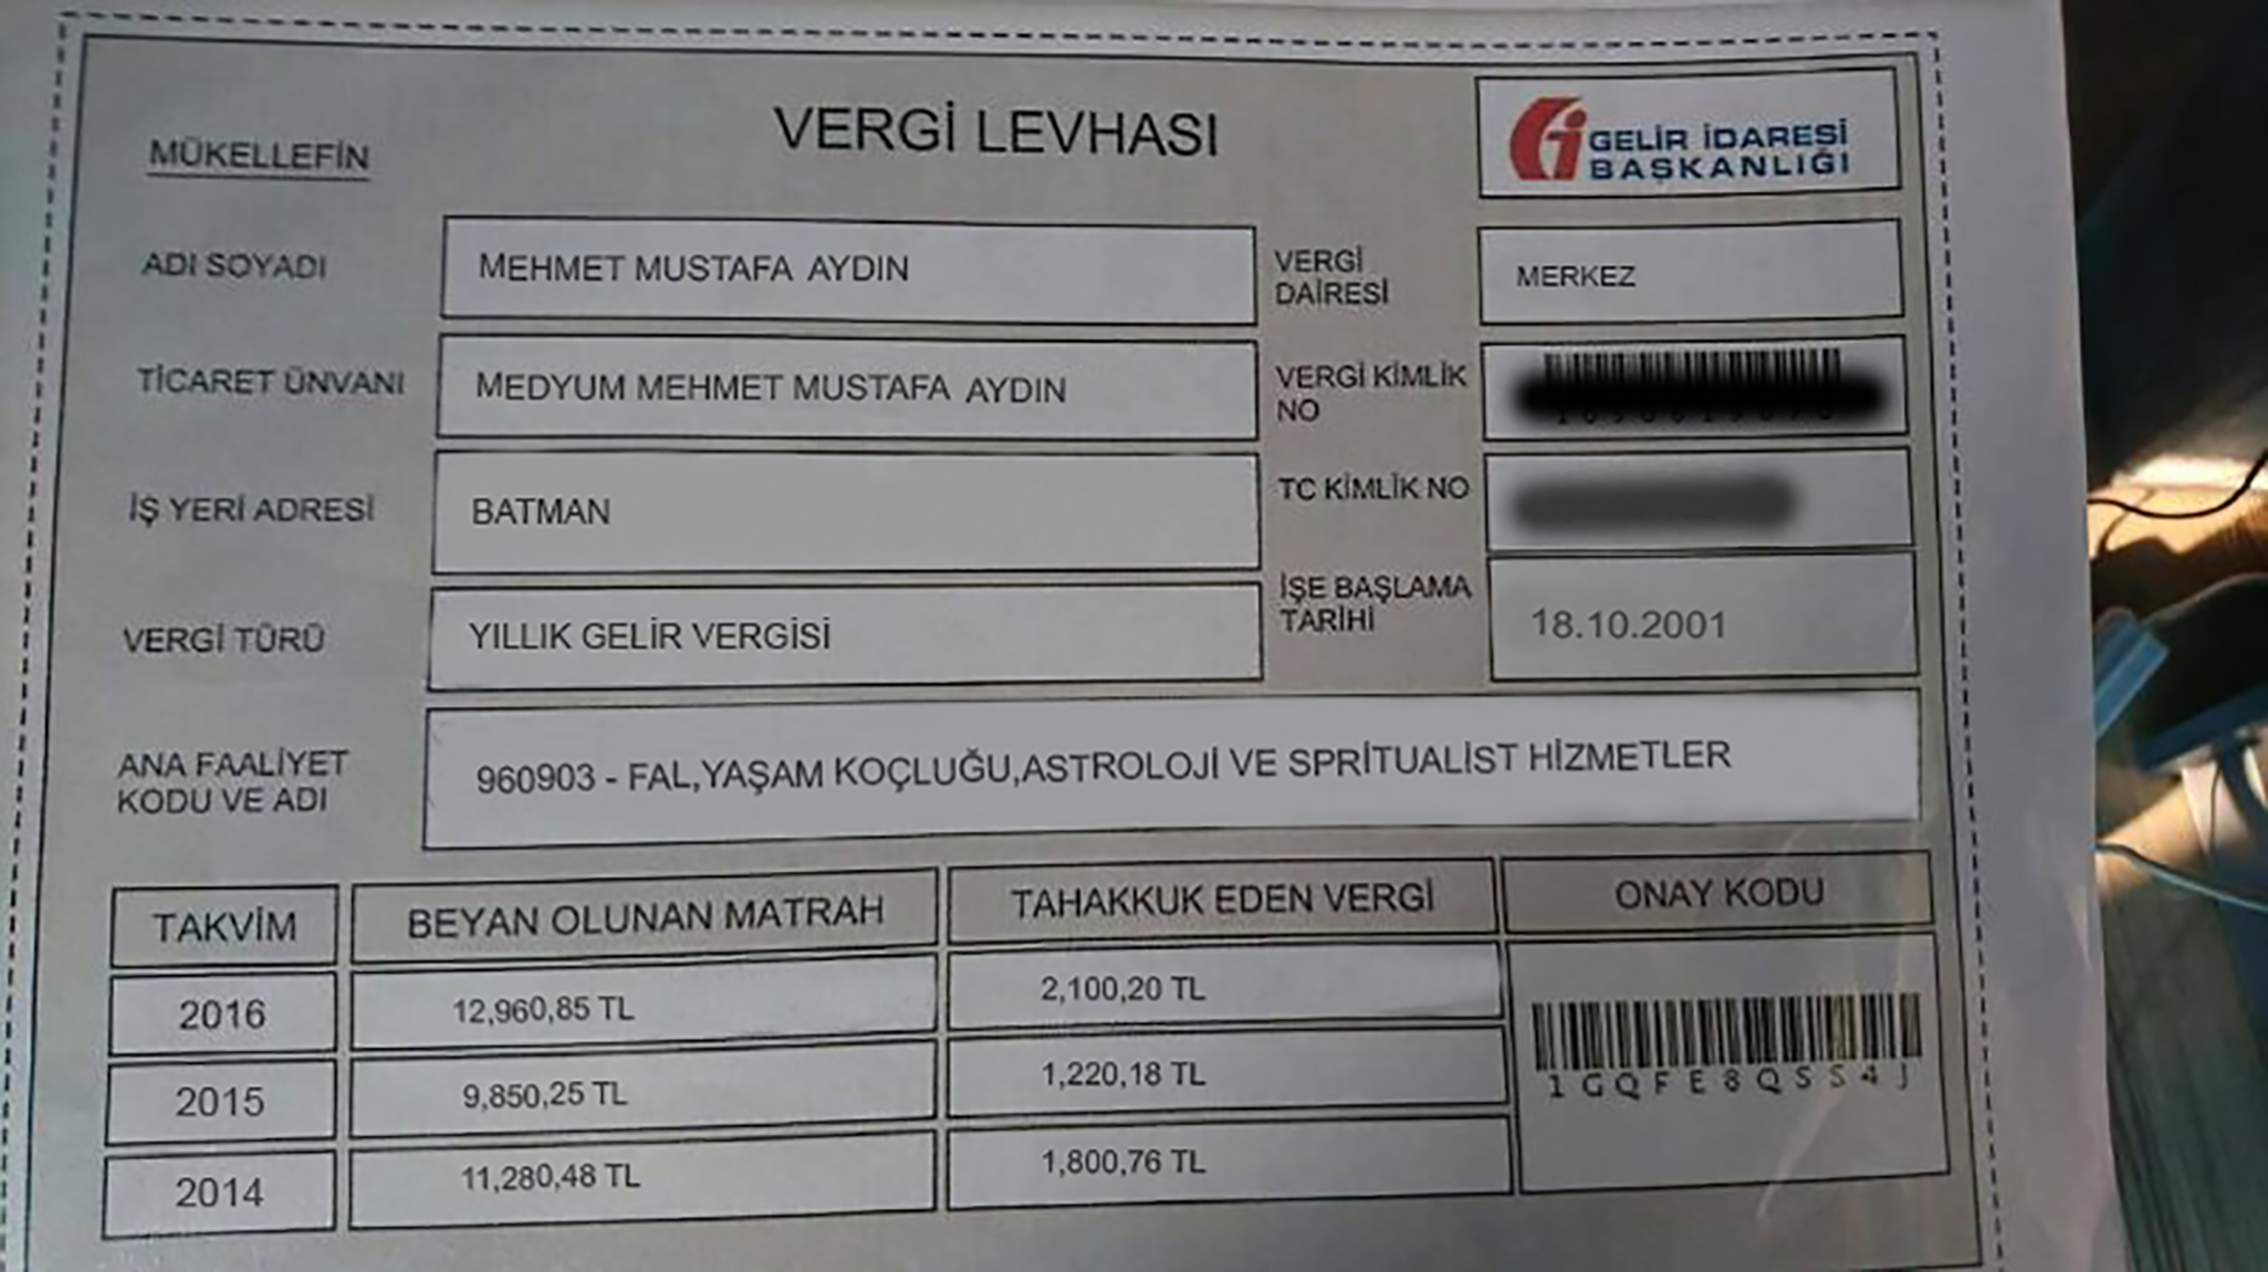 VERGİ LEVHASI
GELİR İDARESİ
BAŞKANLIĞI
MÜKELLEFİN
ADI SOYADI
MEHMET MUSTAFA AYDIN
VERGİ
DAİRESİ
MERKEZ
TİCARET ÜNVANI
MEDYUM MEHMET MUSTAFA AYDIN
VERGİ KİMLİK
NO
İŞ YERİ ADRESİ
BATMAN
TC KİMLİK NO
VERGİ TÜRÜ
YILLIK GELİR VERGİSİ
İŞE BAŞLAMA
TARİHİ
18.10.2001
ANA FAALİYET
KODU VE ADI
960903 - FAL,YAŞAM KOÇLUĞU,ASTROLOJİ VE SPRİTUALİST HİZMETLER
TAKVİM BEYAN OLUNAN MATRAH TAHAKKUK EDEN VERGİ ONAY KODU
2016 12,960,85 TL 2,100,20 TL
2015 9,850,25 TL 1,220,18 TL
1GQFE8QSS4J
2014 11,280,48 TL 1,800,76 TL